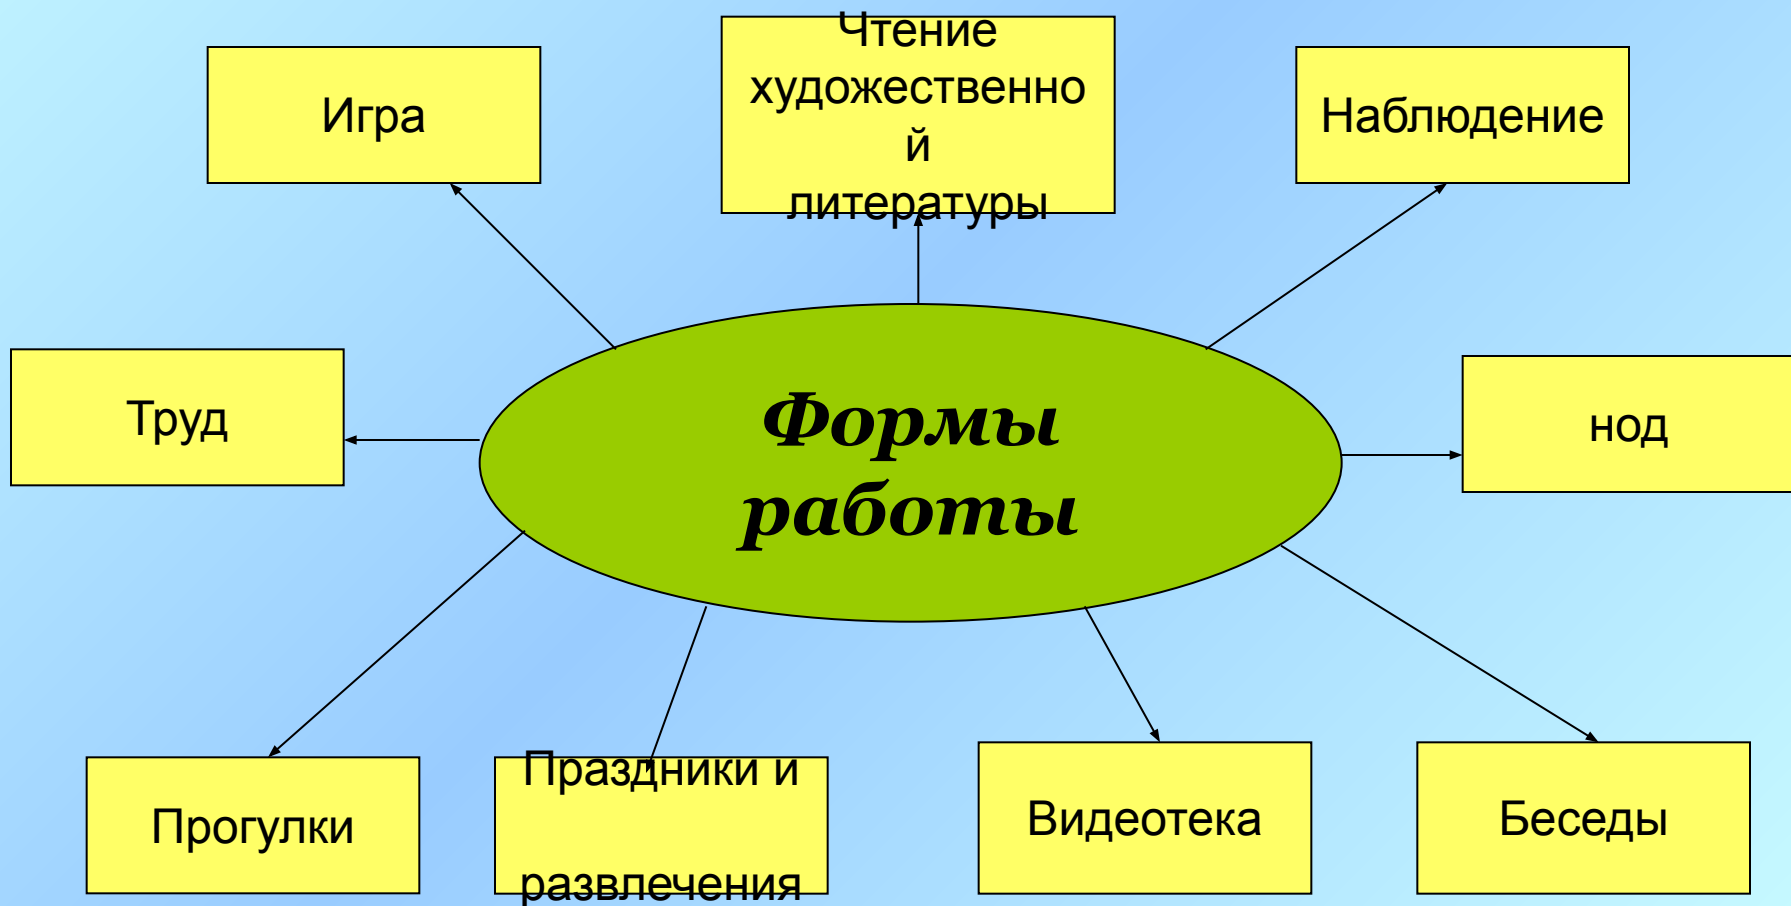 Чтение
художественно
й
литературы
Игра
Наблюдение
Труд
Формы
работы
нод
Прогулки
Праздники и
развлечения
Видеотека
Беседы